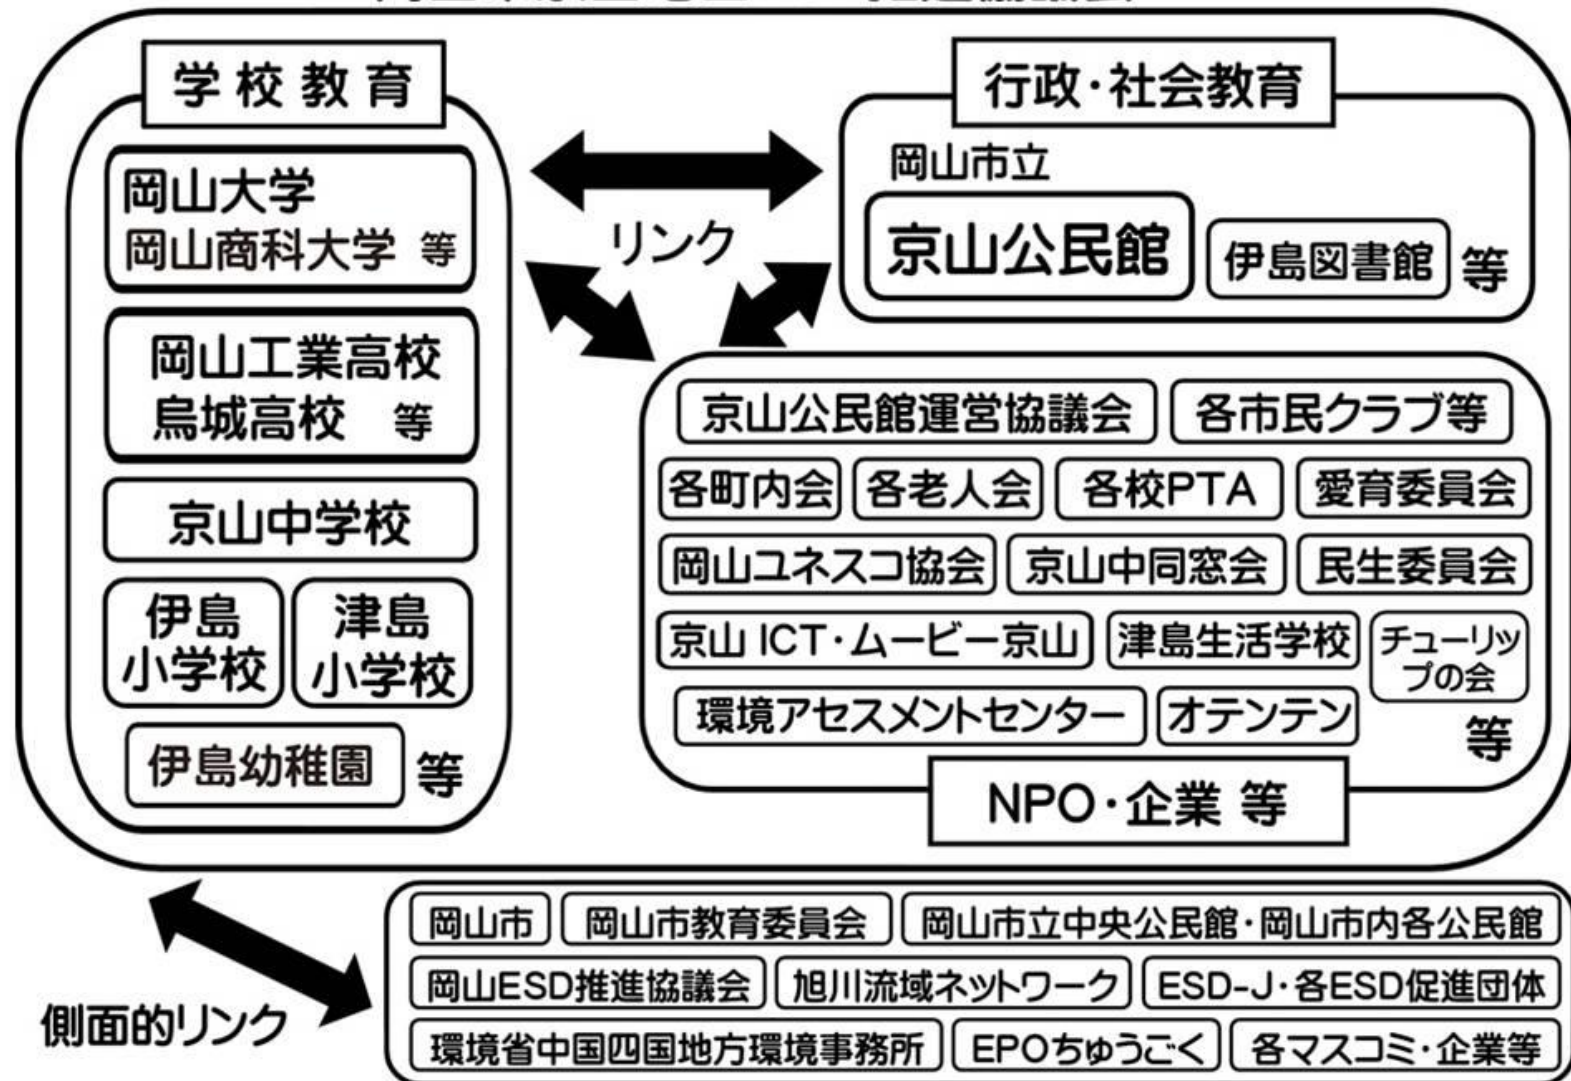 学校教育
岡山大学
岡山商科大学 等
岡山工業高校
烏城高校 等
京山中学校
伊島
小学校
津島
小学校
伊島幼稚園 等
リンク
行政・社会教育
岡山市立
京山公民館
伊島図書館 等
京山公民館運営協議会
各市民クラブ等
各町内会
各老人会
各校PTA
愛育委員会
岡山ユネスコ協会
京山中同窓会
民生委員会
京山 ICT・ムービー京山
津島生活学校
チューリッ
プの会
環境アセスメントセンター
オテンテン
等
NPO・企業 等
側面的リンク
岡山市
岡山市教育委員会
岡山市立中央公民館・岡山市内各公民館
岡山ESD推進協議会
旭川流域ネットワーク
ESD-J・各ESD促進団体
環境省中国四国地方環境事務所
EPOちゅうごく
各マスコミ・企業等